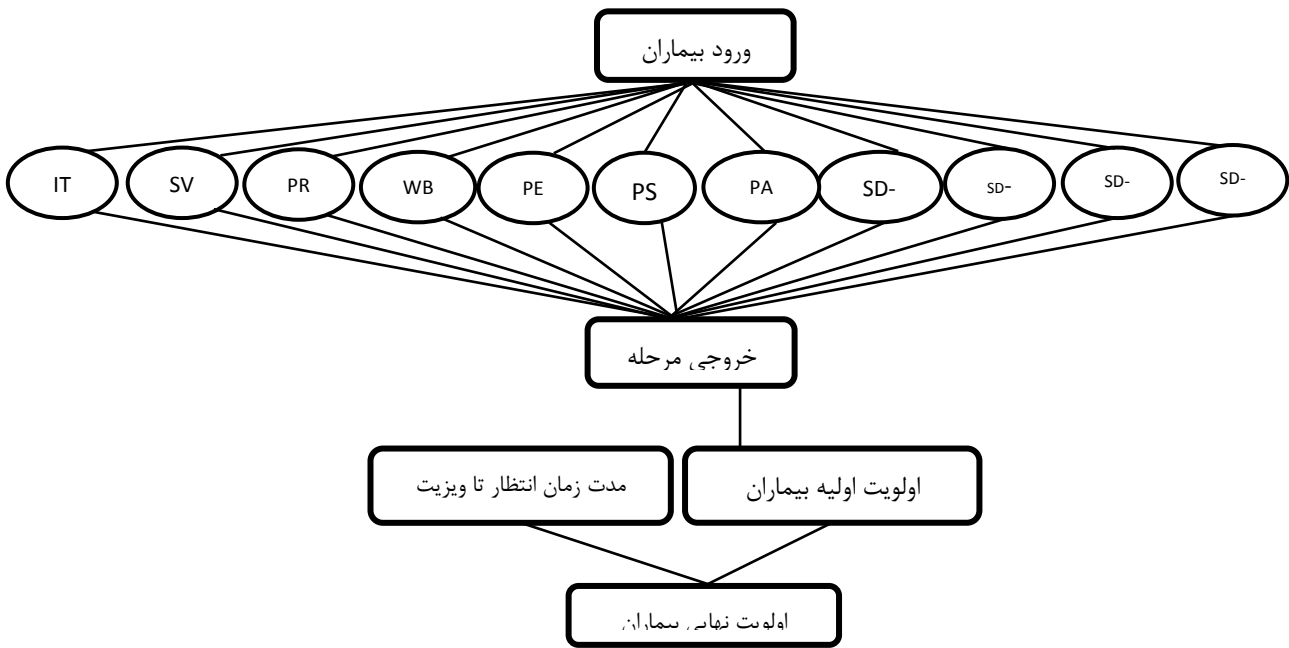 ورود بیماران
IT SV PR WB PE PS PA SD- SD- SD- SD-
خروجی مرحله
مدت زمان انتظار تا ویزیت
اولویت اولیه بیماران
اولویت نهایی بیماران